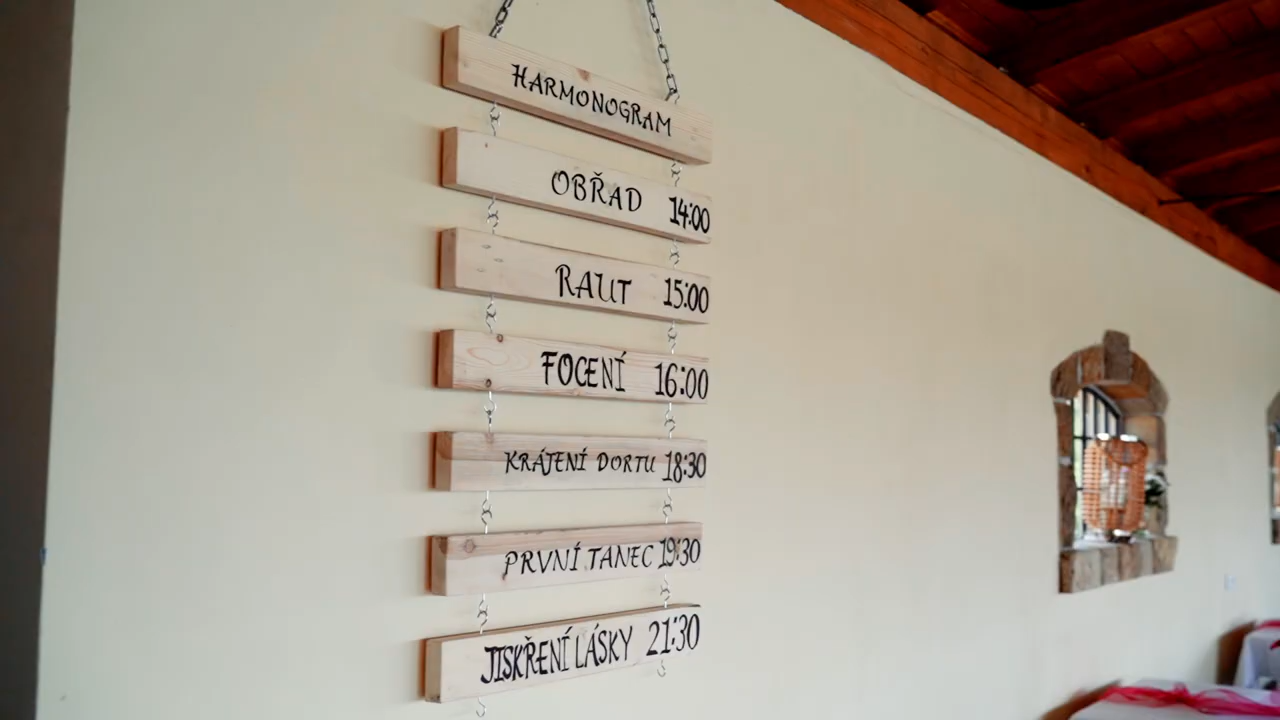 HARMONOGRAM
OBŘAD 14:00
RAUT 15:00
FOCENÍ 16:00
KRÁJENÍ DORTU 18:30
PRVNÍ TANEC 19:30
JISKŘENÍ LÁSKY 21:30